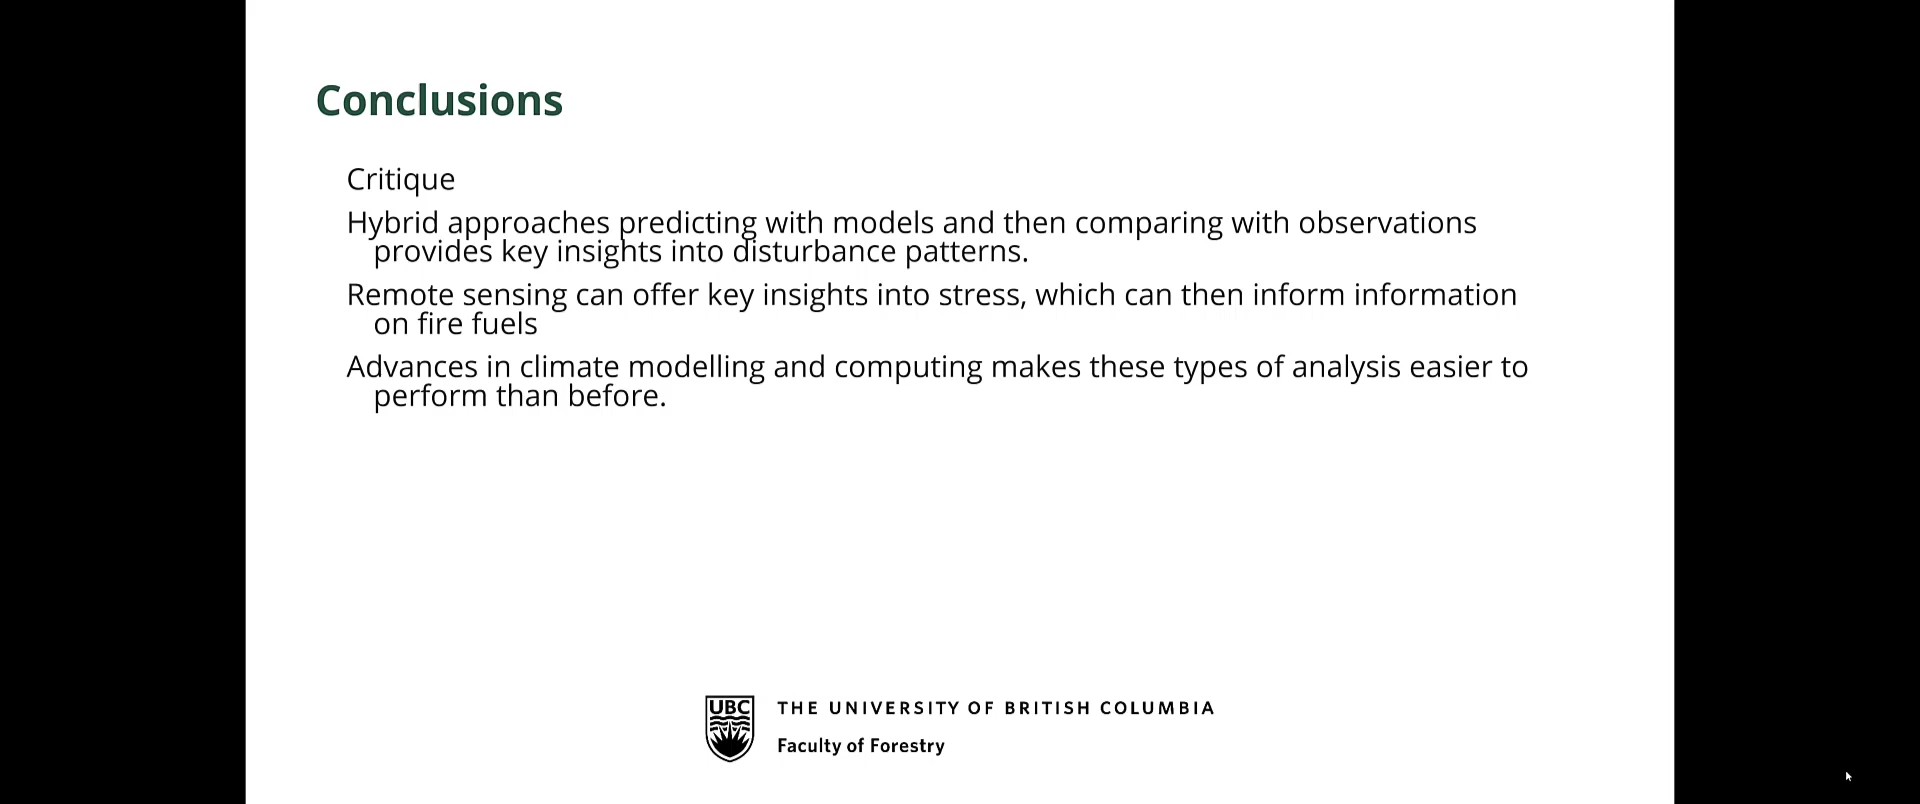 Conclusions
Critique
Hybrid approaches predicting with models and then comparing with observations
provides key insights into disturbance patterns.
Remote sensing can offer key insights into stress, which can then inform information
on fire fuels
Advances in climate modelling and computing makes these types of analysis easier to
perform than before.
UBC
THE UNIVERSITY OF BRITISH COLUMBIA
Faculty of Forestry